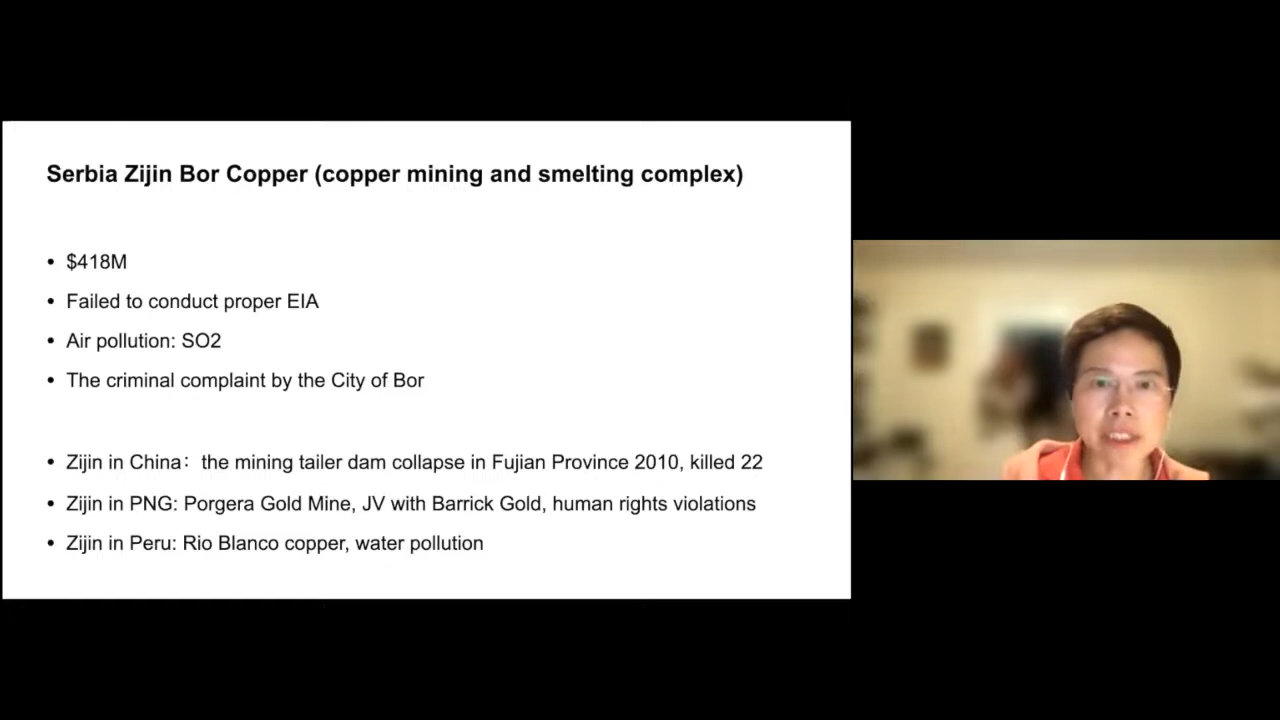 Serbia Zijin Bor Copper (copper mining and smelting complex)
• $418M
• Failed to conduct proper EIA
• Air pollution: SO2
• The criminal complaint by the City of Bor
• Zijin in China：the mining tailer dam collapse in Fujian Province 2010, killed 22
• Zijin in PNG: Porgera Gold Mine, JV with Barrick Gold, human rights violations
• Zijin in Peru: Rio Blanco copper, water pollution